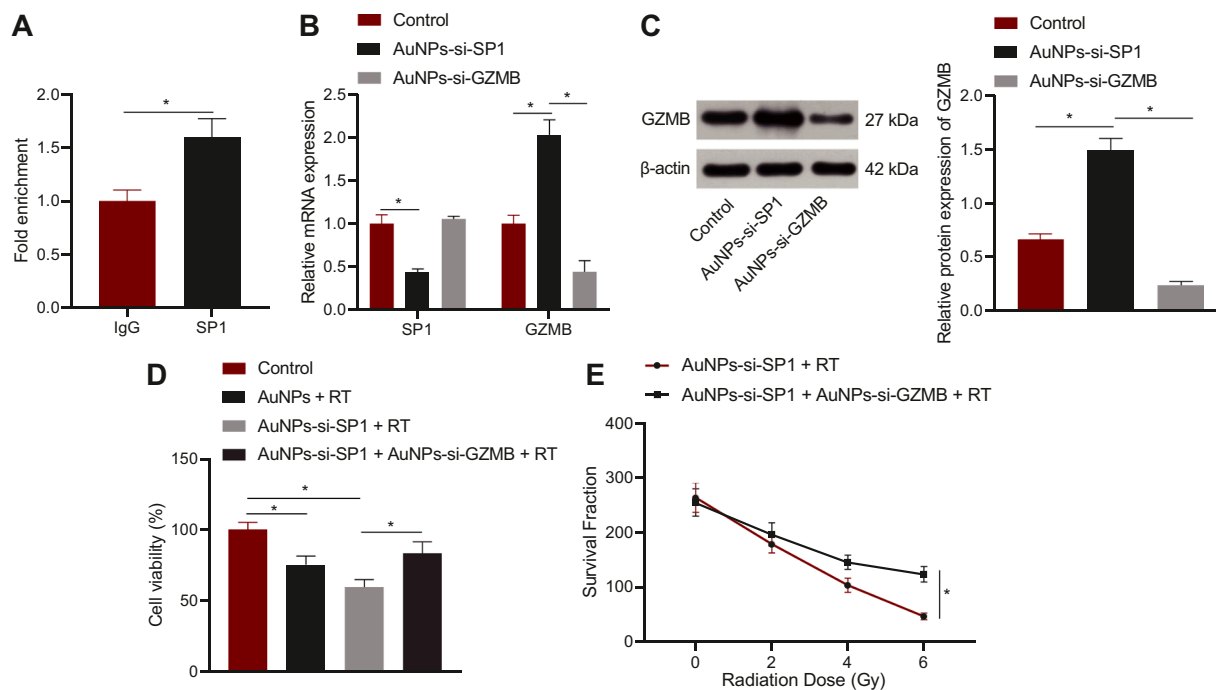 A
Fold enrichment
2.0
1.5
1.0
0.5
0.0
*
IgG
SP1
B
Control
AuNPs-si-SP1
AuNPs-si-GZMB
Relative mRNA expression
2.5
2.0
1.5
1.0
0.5
0.0
*
*
*
SP1
GZMB
C
GZMB
27 kDa
β-actin
42 kDa
Control
AuNPs-si-SP1
AuNPs-si-GZMB
Control
AuNPs-si-SP1
AuNPs-si-GZMB
Relative protein expression of GZMB
2.0
1.5
1.0
0.5
0.0
*
*
D
Control
AuNPs + RT
AuNPs-si-SP1 + RT
AuNPs-si-SP1 + AuNPs-si-GZMB + RT
Cell viability (%)
150
100
50
0
*
*
*
E
AuNPs-si-SP1 + RT
AuNPs-si-SP1 + AuNPs-si-GZMB + RT
Survival Fraction
400
300
200
100
0
*
0
2
4
6
Radiation Dose (Gy)